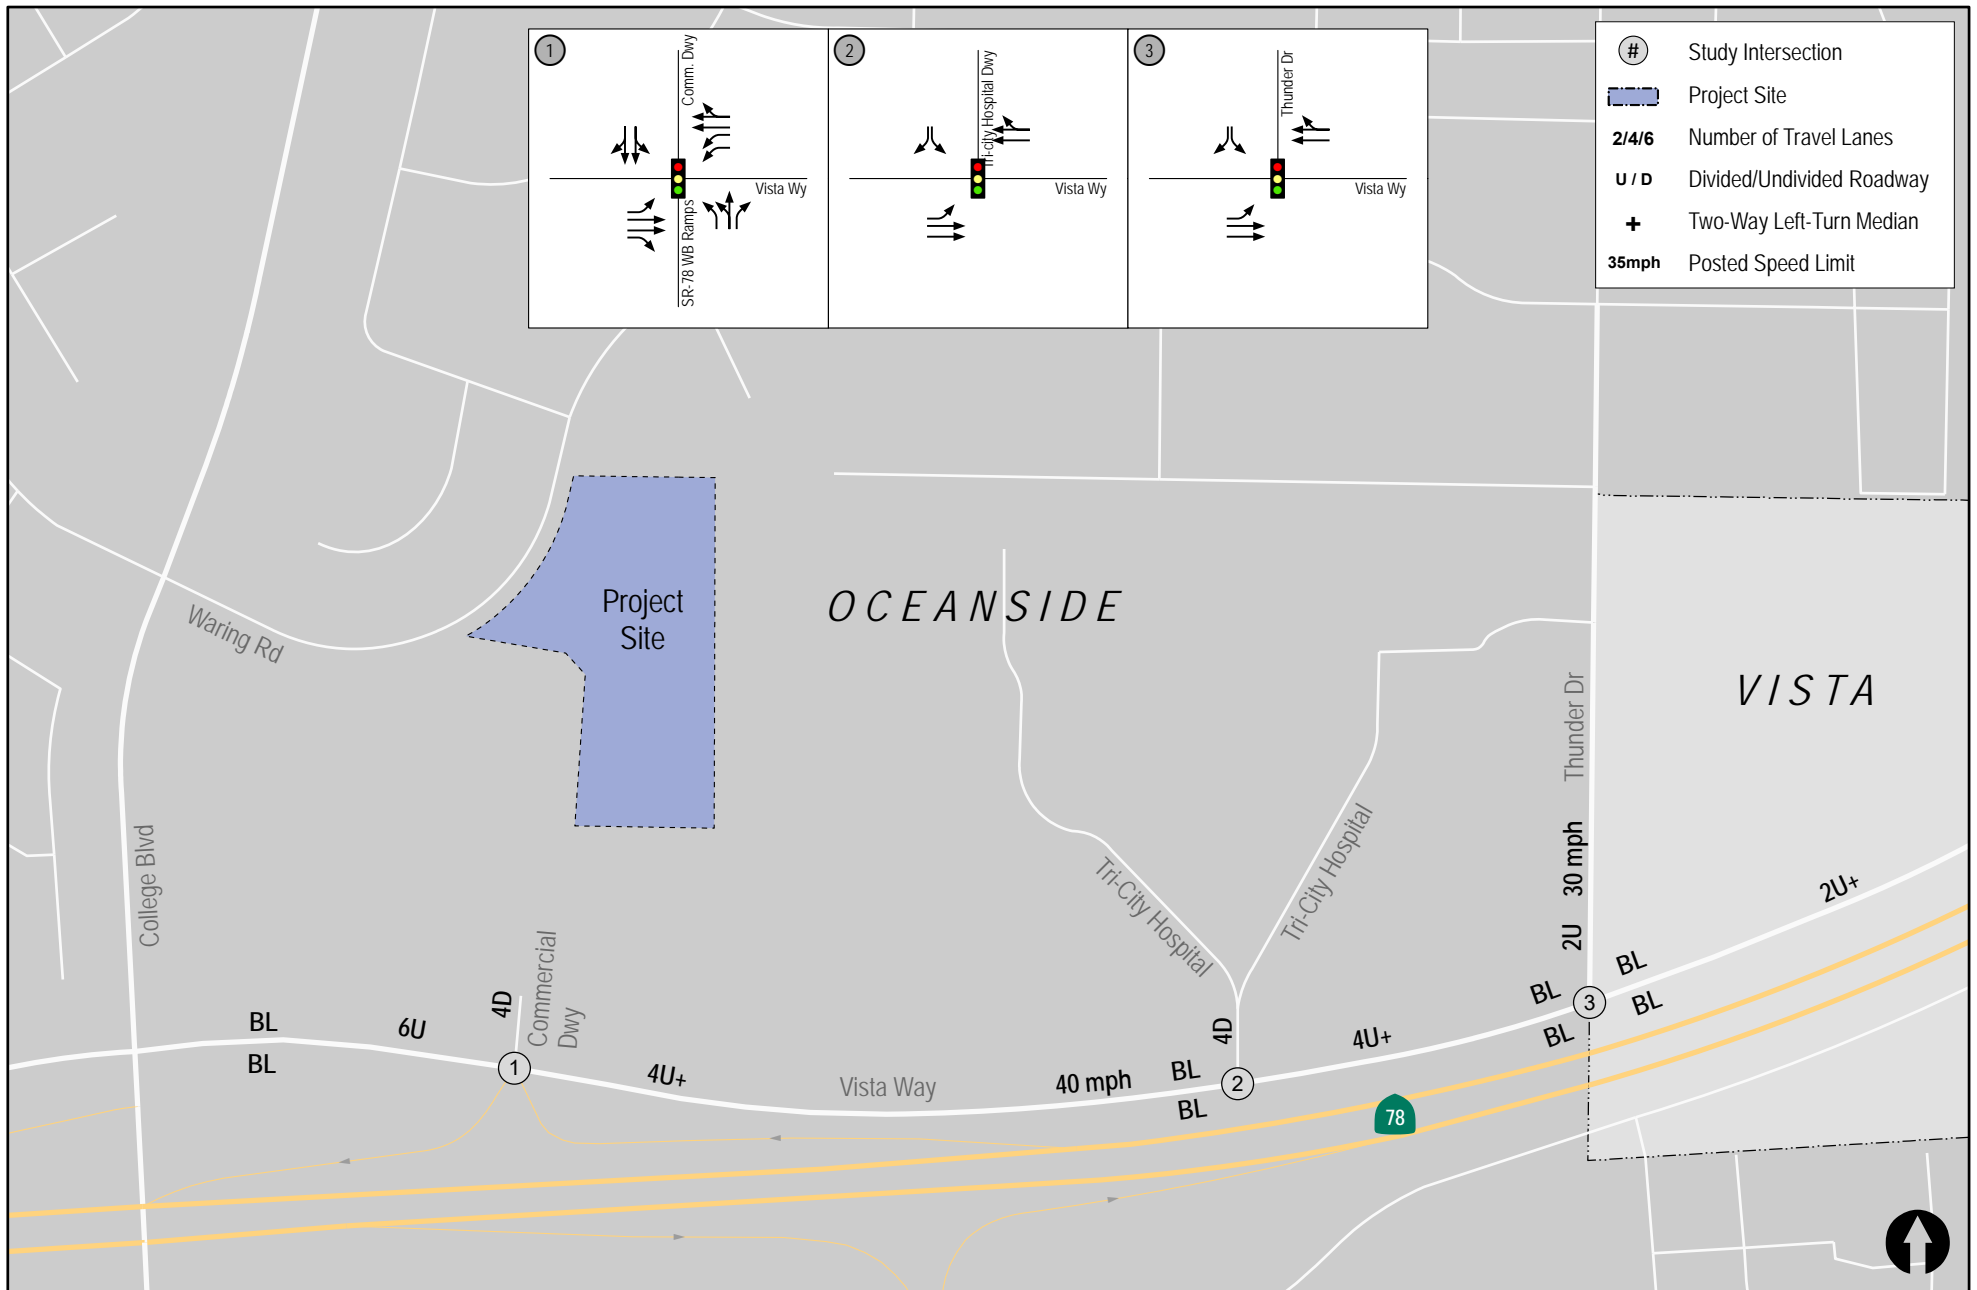 1
Comm. Dwy
Vista Wy
SR-78 WB Ramps
2
Tri-city Hospital Dwy
Vista Wy
3
Thunder Dr
Vista Wy
# Study Intersection
Project Site
2/4/6 Number of Travel Lanes
U / D Divided/Undivided Roadway
+ Two-Way Left-Turn Median
35mph Posted Speed Limit
Project
Site
OCEANSIDE
VISTA
Waring Rd
College Blvd
Thunder Dr
30 mph
2U
Tri-City Hospital
Tri-City Hospital
2U+
BL
BL
BL
BL
3
Commercial
Dwy
4D
4D
BL
BL
6U
1
4U+
Vista Way
40 mph
BL
BL
2
4U+
78